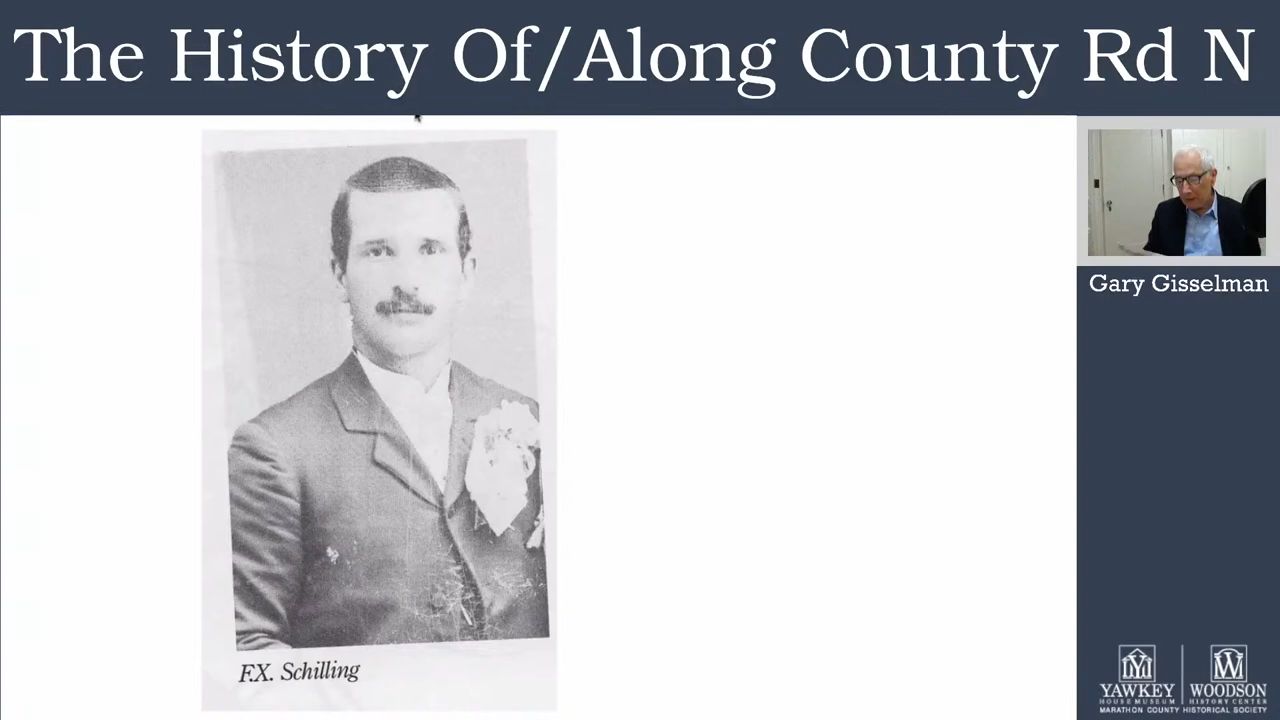 The History Of/Along County Rd N
Gary Gisselman
F.X. Schilling
YAWKEY
HOUSE MUSEUM
WOODSON
HISTORY CENTER
MARATHON COUNTY HISTORICAL SOCIETY